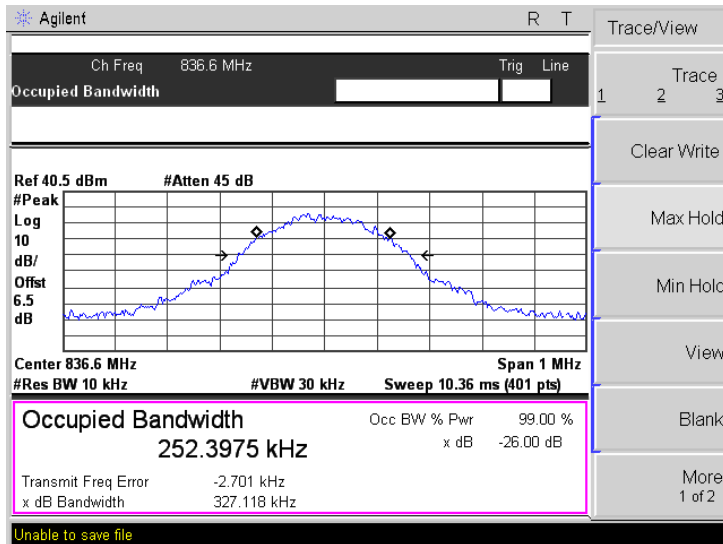 Agilent R T
Ch Freq 836.6 MHz Trig Line
Occupied Bandwidth
Ref 40.5 dBm #Atten 45 dB
#Peak
Log
10
dB/
Offst
6.5
dB
Center 836.6 MHz Span 1 MHz
#Res BW 10 kHz #VBW 30 kHz Sweep 10.36 ms (401 pts)
Occupied Bandwidth Occ BW % Pwr 99.00 %
252.3975 kHz x dB -26.00 dB
Transmit Freq Error -2.701 kHz
x dB Bandwidth 327.118 kHz
Unable to save file
Trace/View
Trace
1 2 3
Clear Write
Max Hold
Min Hold
View
Blank
More
1 of 2